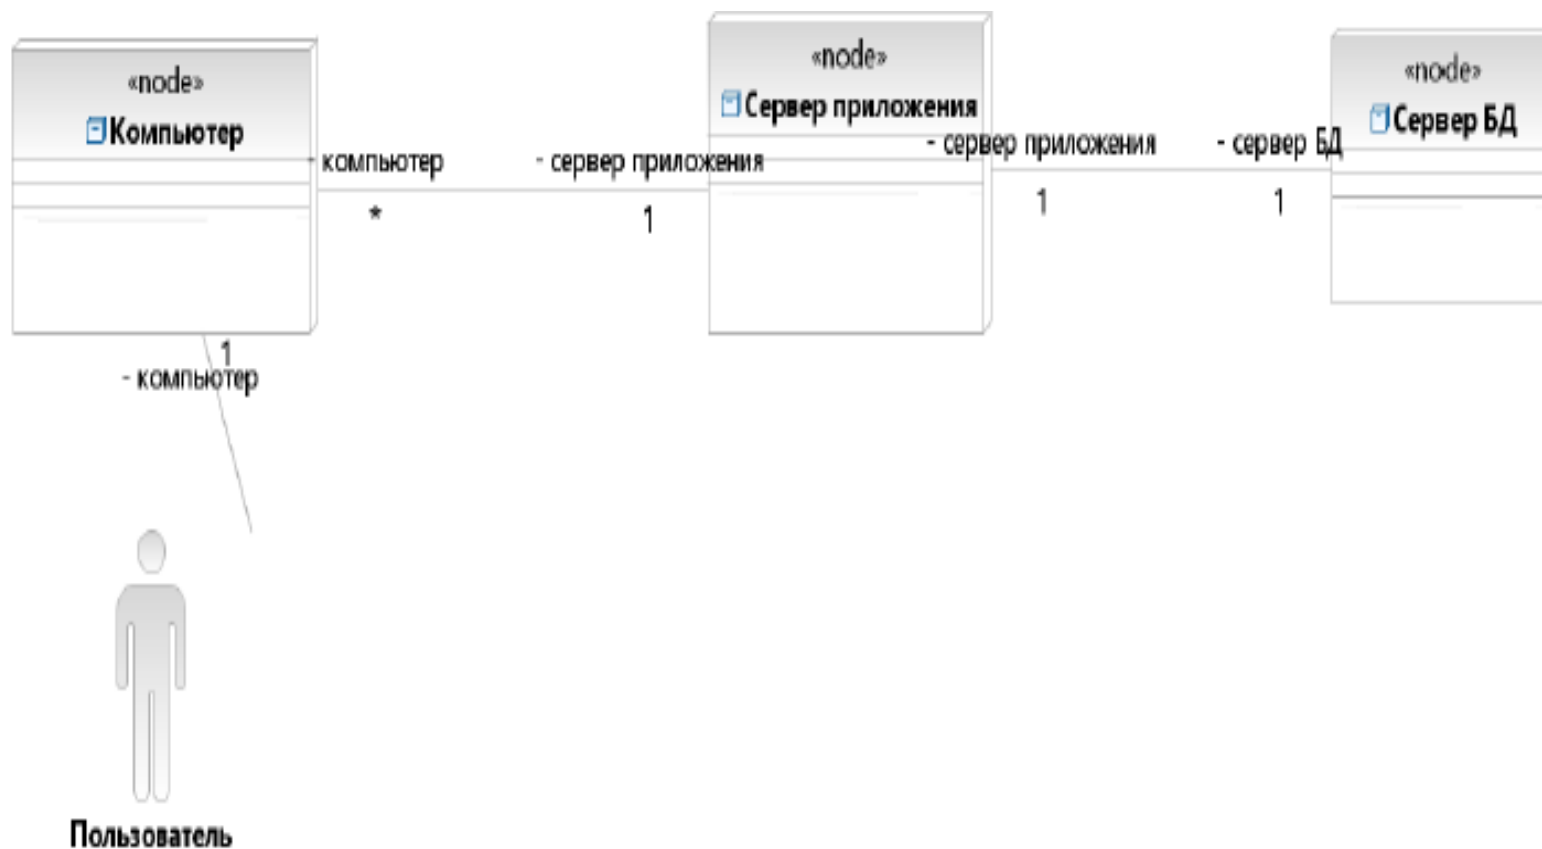 «node»
Компьютер
- компьютер
*
- сервер приложения
1
«node»
Сервер приложения
- сервер приложения
1
- сервер БД
1
«node»
Сервер БД
1
- компьютер
Пользователь